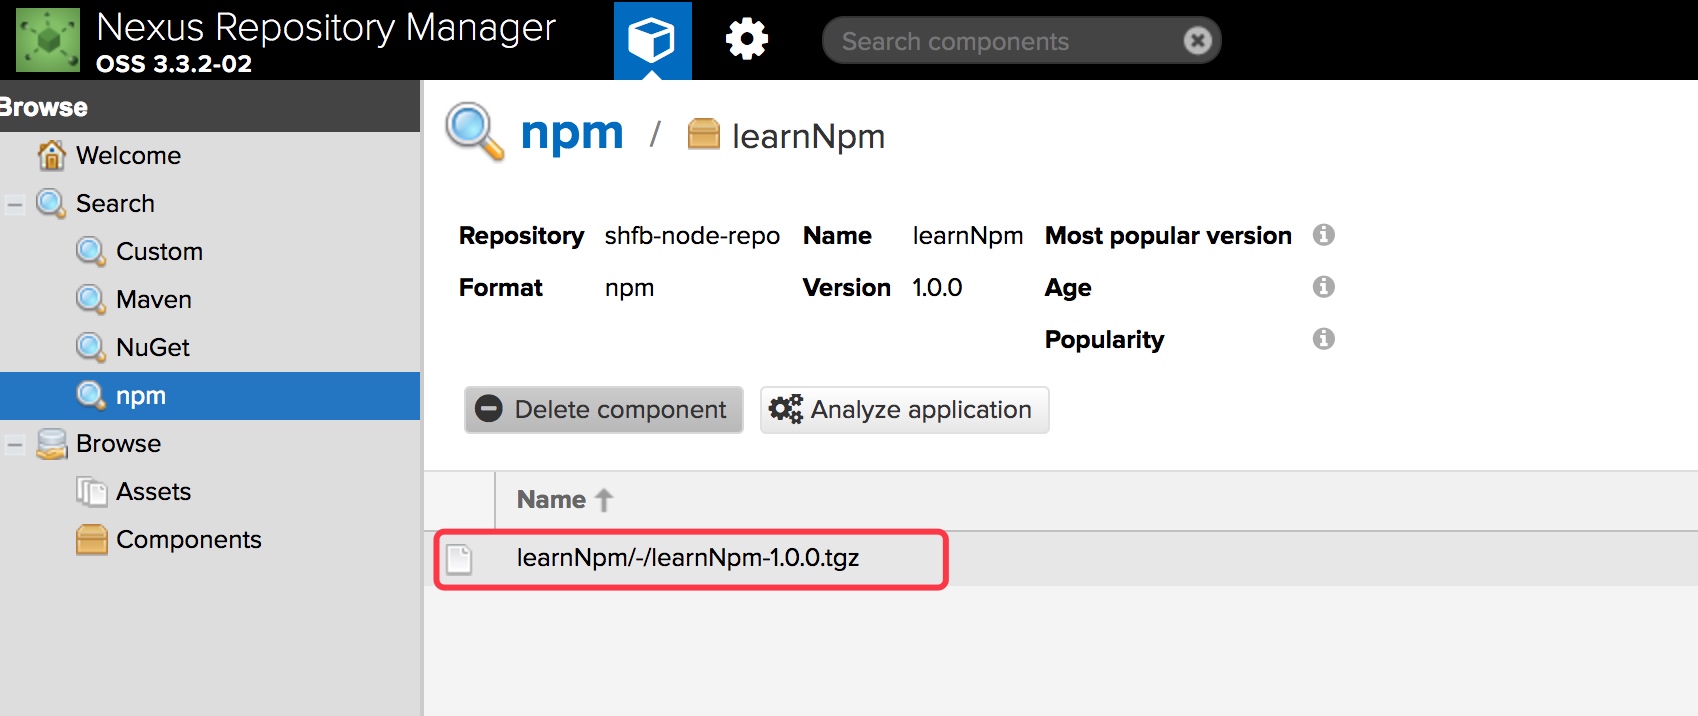 Nexus Repository Manager
OSS 3.3.2-02
Search components
Browse
Welcome
Search
Custom
Maven
NuGet
npm
Browse
Assets
Components
npm / learnNpm
Repository shfb-node-repo Name learnNpm Most popular version
Format npm Version 1.0.0 Age
Popularity
Delete component Analyze application
Name
learnNpm/-/learnNpm-1.0.0.tgz